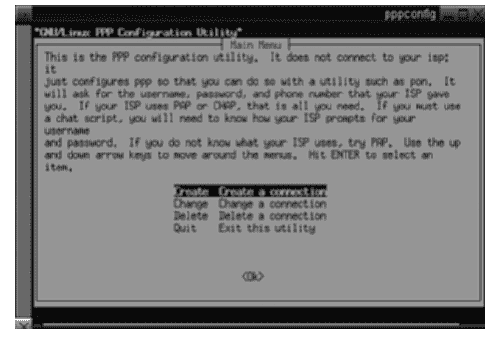 pppconfig
"GNU/Linux PPP Configuration Utility"
Main Menu
This is the PPP configuration utility. It does not connect to your isp:
it
just configures ppp so that you can do so with a utility such as pon. It
will ask for the username, password, and phone number that your ISP gave
you. If your ISP uses PAP or CHAP, that is all you need. If you must use
a chat script, you will need to know how your ISP prompts for your
username
and password. If you do not know what your ISP uses, try PAP. Use the up
and down arrow keys to move around the menus. Hit ENTER to select an
item.
Create Create a connection
Change Change a connection
Delete Delete a connection
Quit Exit this utility
<Ok>